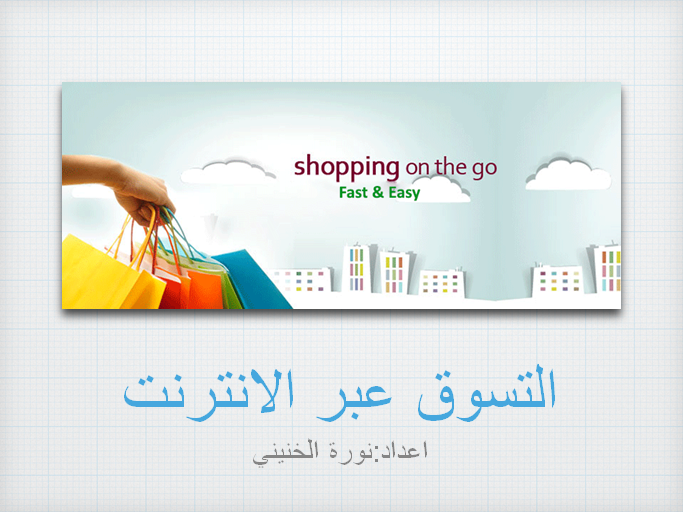 shopping on the go
Fast & Easy
التسوق عبر الانترنت
اعداد:نورة الخنيني